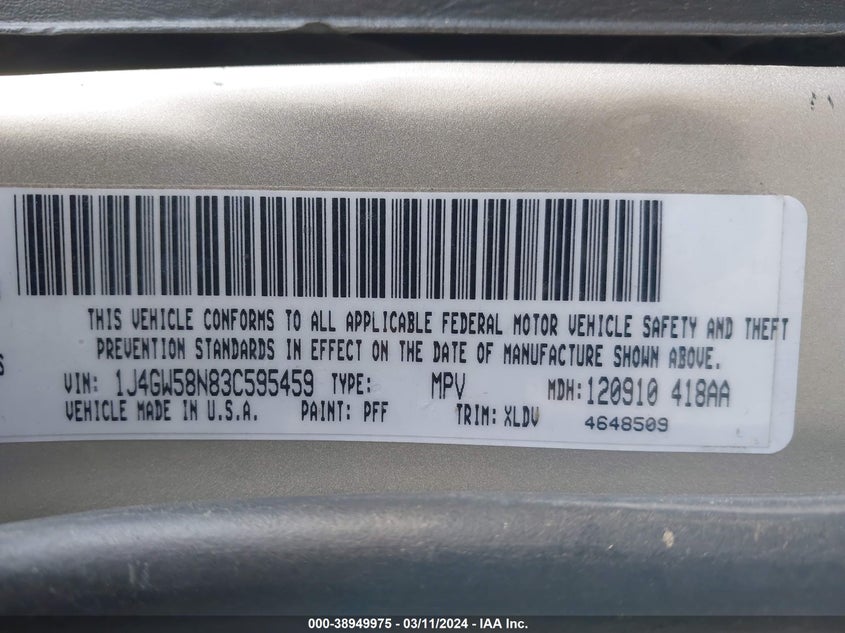 THIS VEHICLE CONFORMS TO ALL APPLICABLE FEDERAL MOTOR VEHICLE SAFETY AND THEFT
PREVENTION STANDARDS IN EFFECT ON THE DATE OF MANUFACTURE SHOWN ABOVE.
VIN: 1J4GW58N83C595459 TYPE: MPV MDH: 120910 418AA
VEHICLE MADE IN U.S.A. PAINT: PFF TRIM: XLDV 4648509
000-38949975 - 03/11/2024 - IAA Inc.